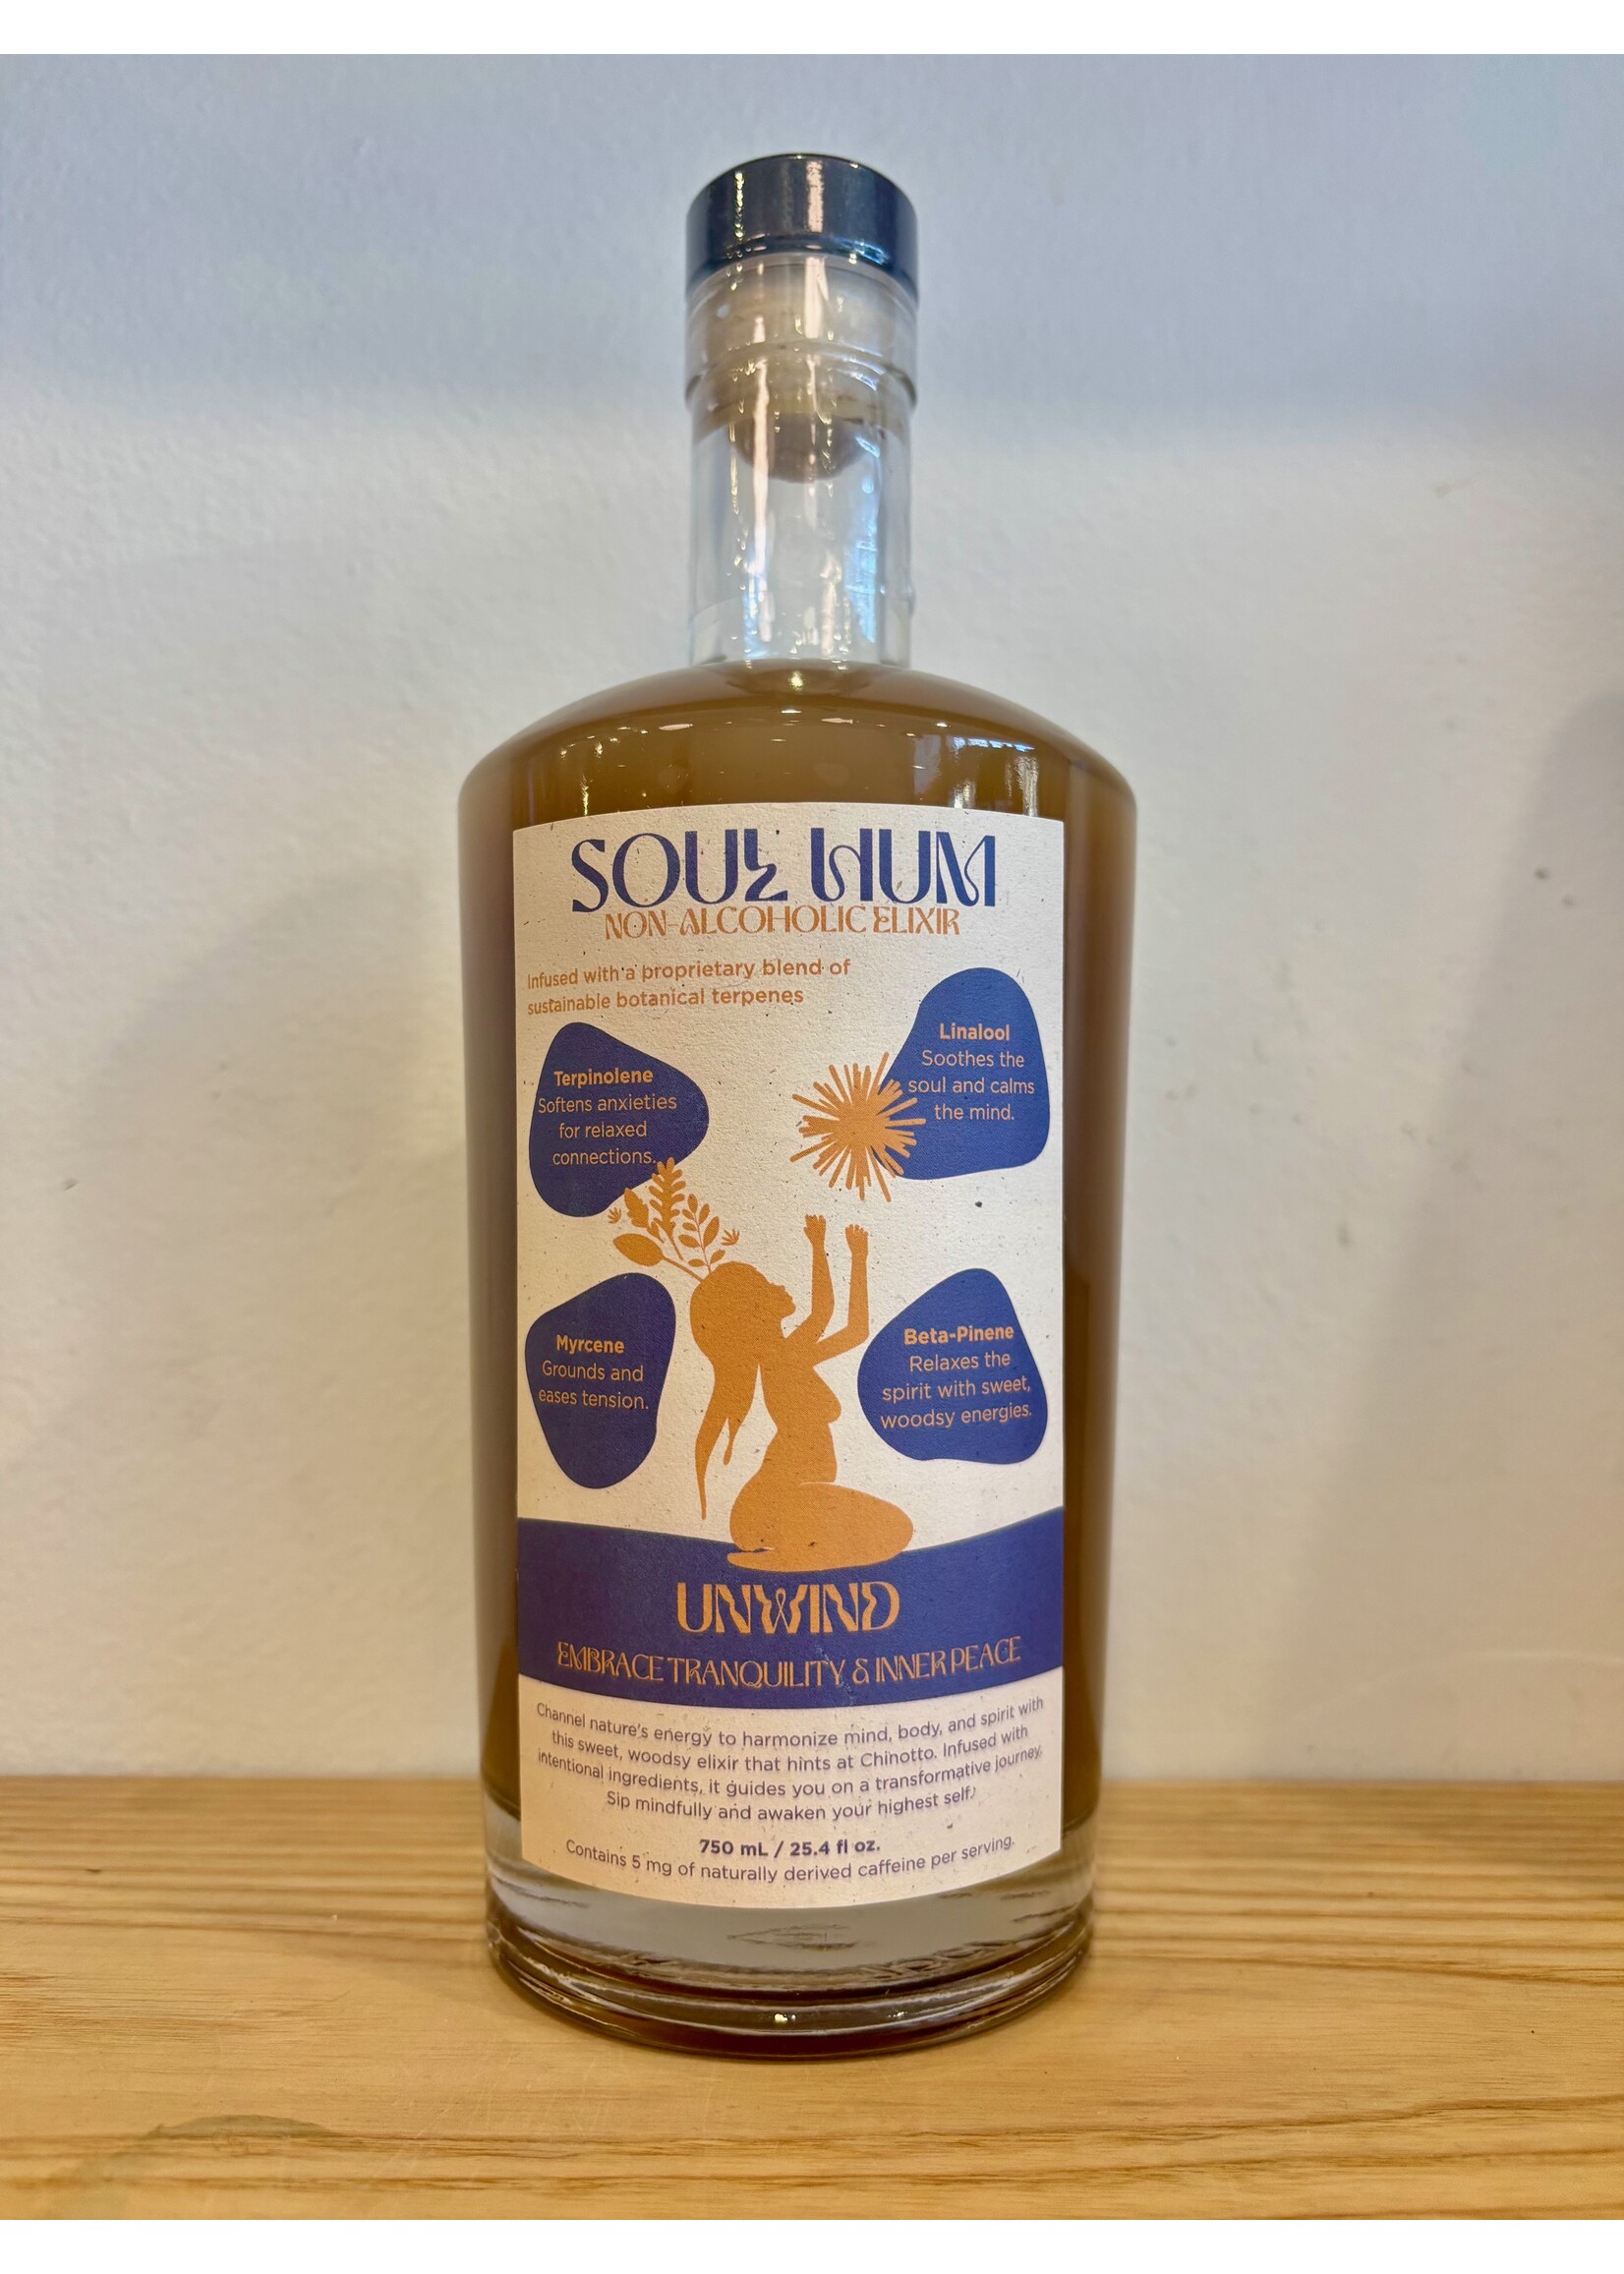 SOUL HUM
NON-ALCOHOLIC ELIXIR
Infused with a proprietary blend of
sustainable botanical terpenes
Terpinolene
Softens anxieties
for relaxed
connections.
Linalool
Soothes the
soul and calms
the mind.
Myrcene
Grounds and
eases tension.
Beta-Pinene
Relaxes the
spirit with sweet,
woodsy energies.
UNWIND
EMBRACE TRANQUILITY & INNER PEACE
Channel nature's energy to harmonize mind, body, and spirit with
this sweet, woodsy elixir that hints at Chinotto. Infused with
intentional ingredients, it guides you on a transformative journey.
Sip mindfully and awaken your highest self.
750 mL / 25.4 fl oz.
Contains 5 mg of naturally derived caffeine per serving.